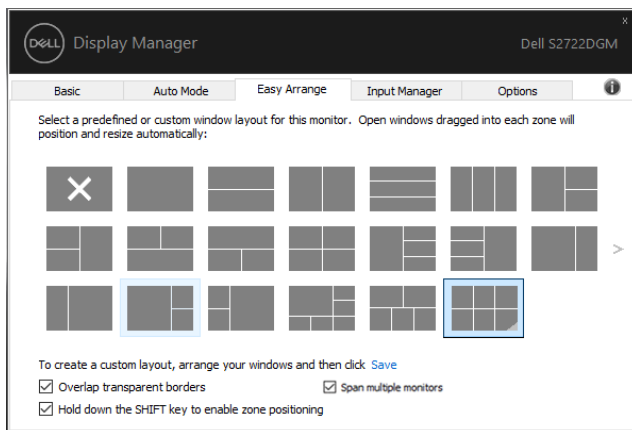 x
DELL Display Manager Dell S2722DGM
Basic Auto Mode Easy Arrange Input Manager Options i
Select a predefined or custom window layout for this monitor. Open windows dragged into each zone will
position and resize automatically:
>
To create a custom layout, arrange your windows and then click Save
Overlap transparent borders Span multiple monitors
Hold down the SHIFT key to enable zone positioning